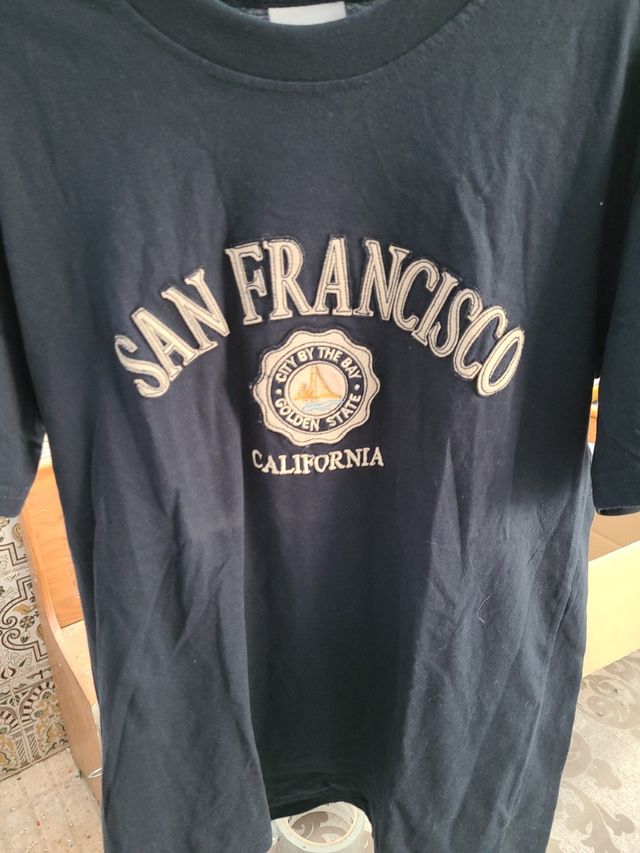 SAN FRANCISCO
· CITY BY THE BAY ·
GOLDEN STATE
CALIFORNIA